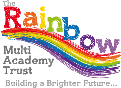 The
Rainbow
Multi
Academy
Trust
Building a Brighter Future...